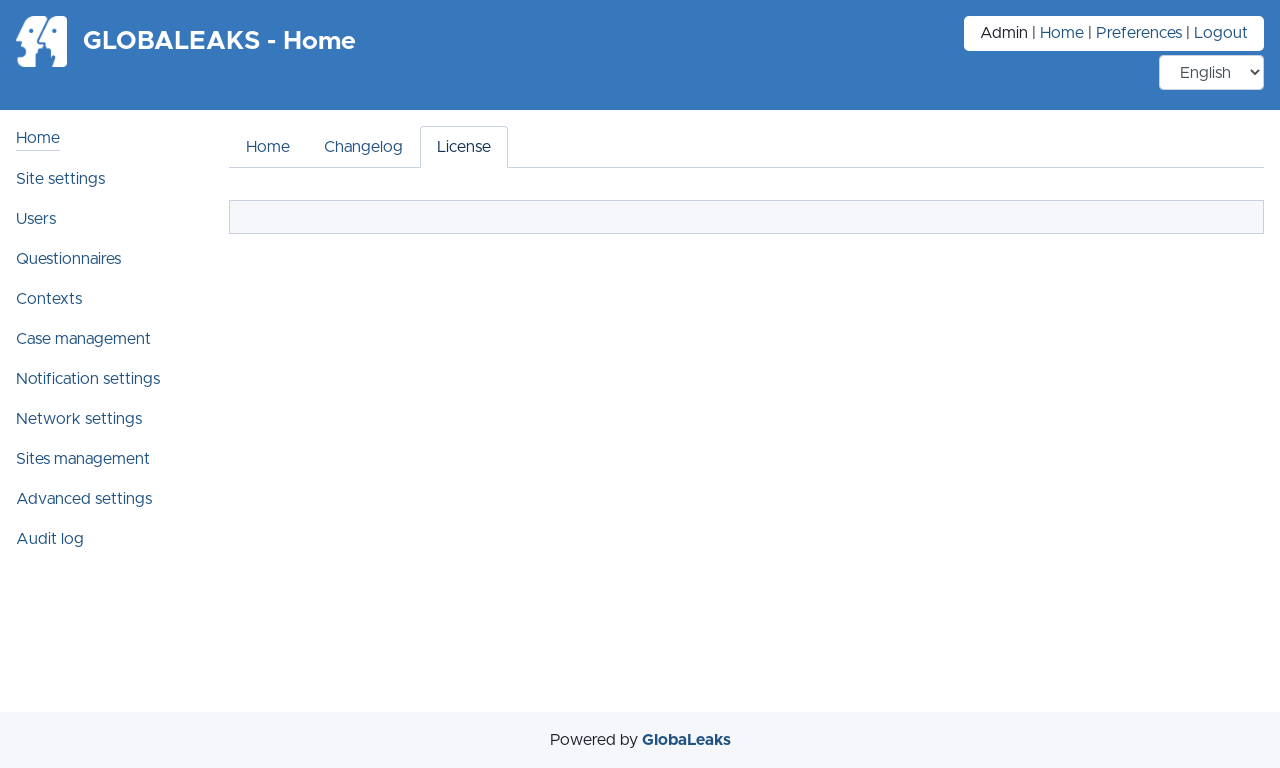 GLOBALEAKS - Home
Admin | Home | Preferences | Logout
English
Home
Site settings
Users
Questionnaires
Contexts
Case management
Notification settings
Network settings
Sites management
Advanced settings
Audit log
Home Changelog License
Powered by GlobaLeaks